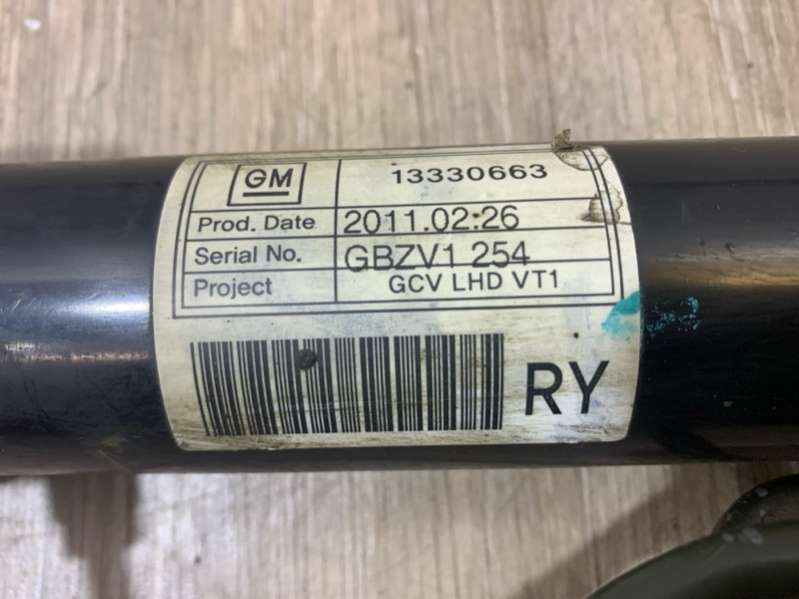 GM 13330663
Prod. Date 2011.02.26
Serial No. GBZV1 254
Project GCV LHD VT1
RY